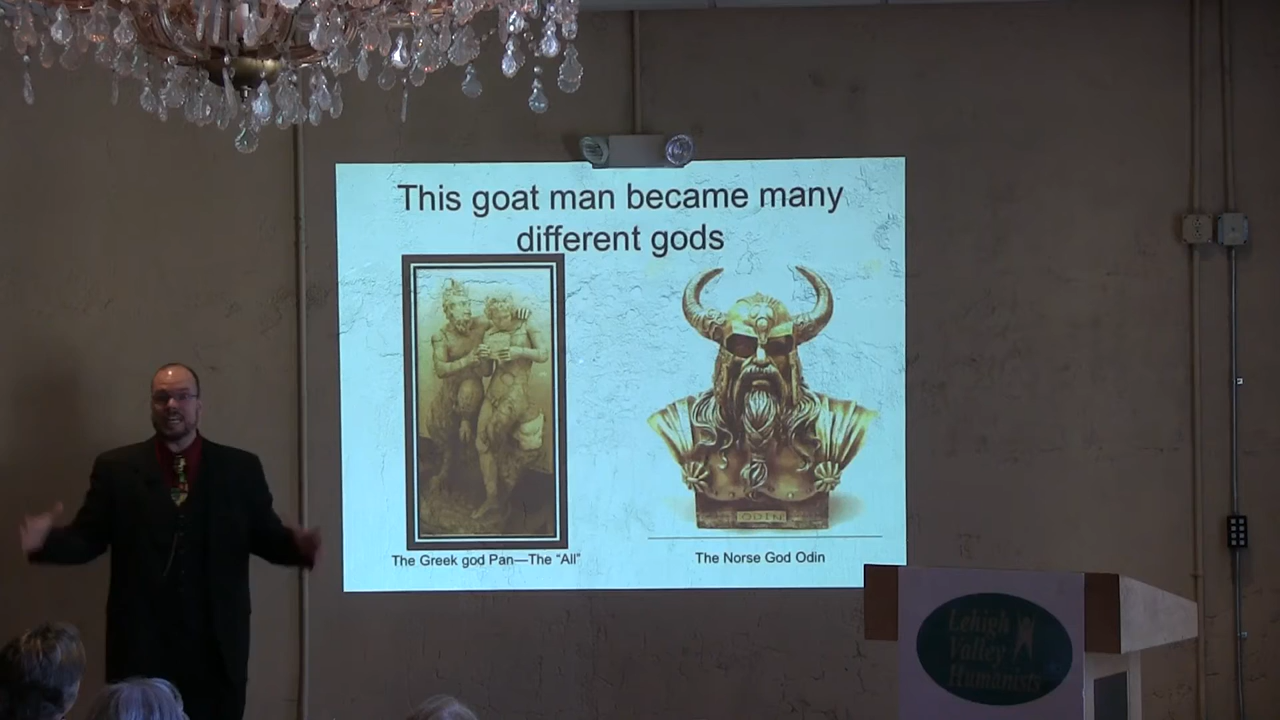 This goat man became many
different gods
ODIN
The Greek god Pan—The "All"
The Norse God Odin
Lehigh
Valley
Humanists